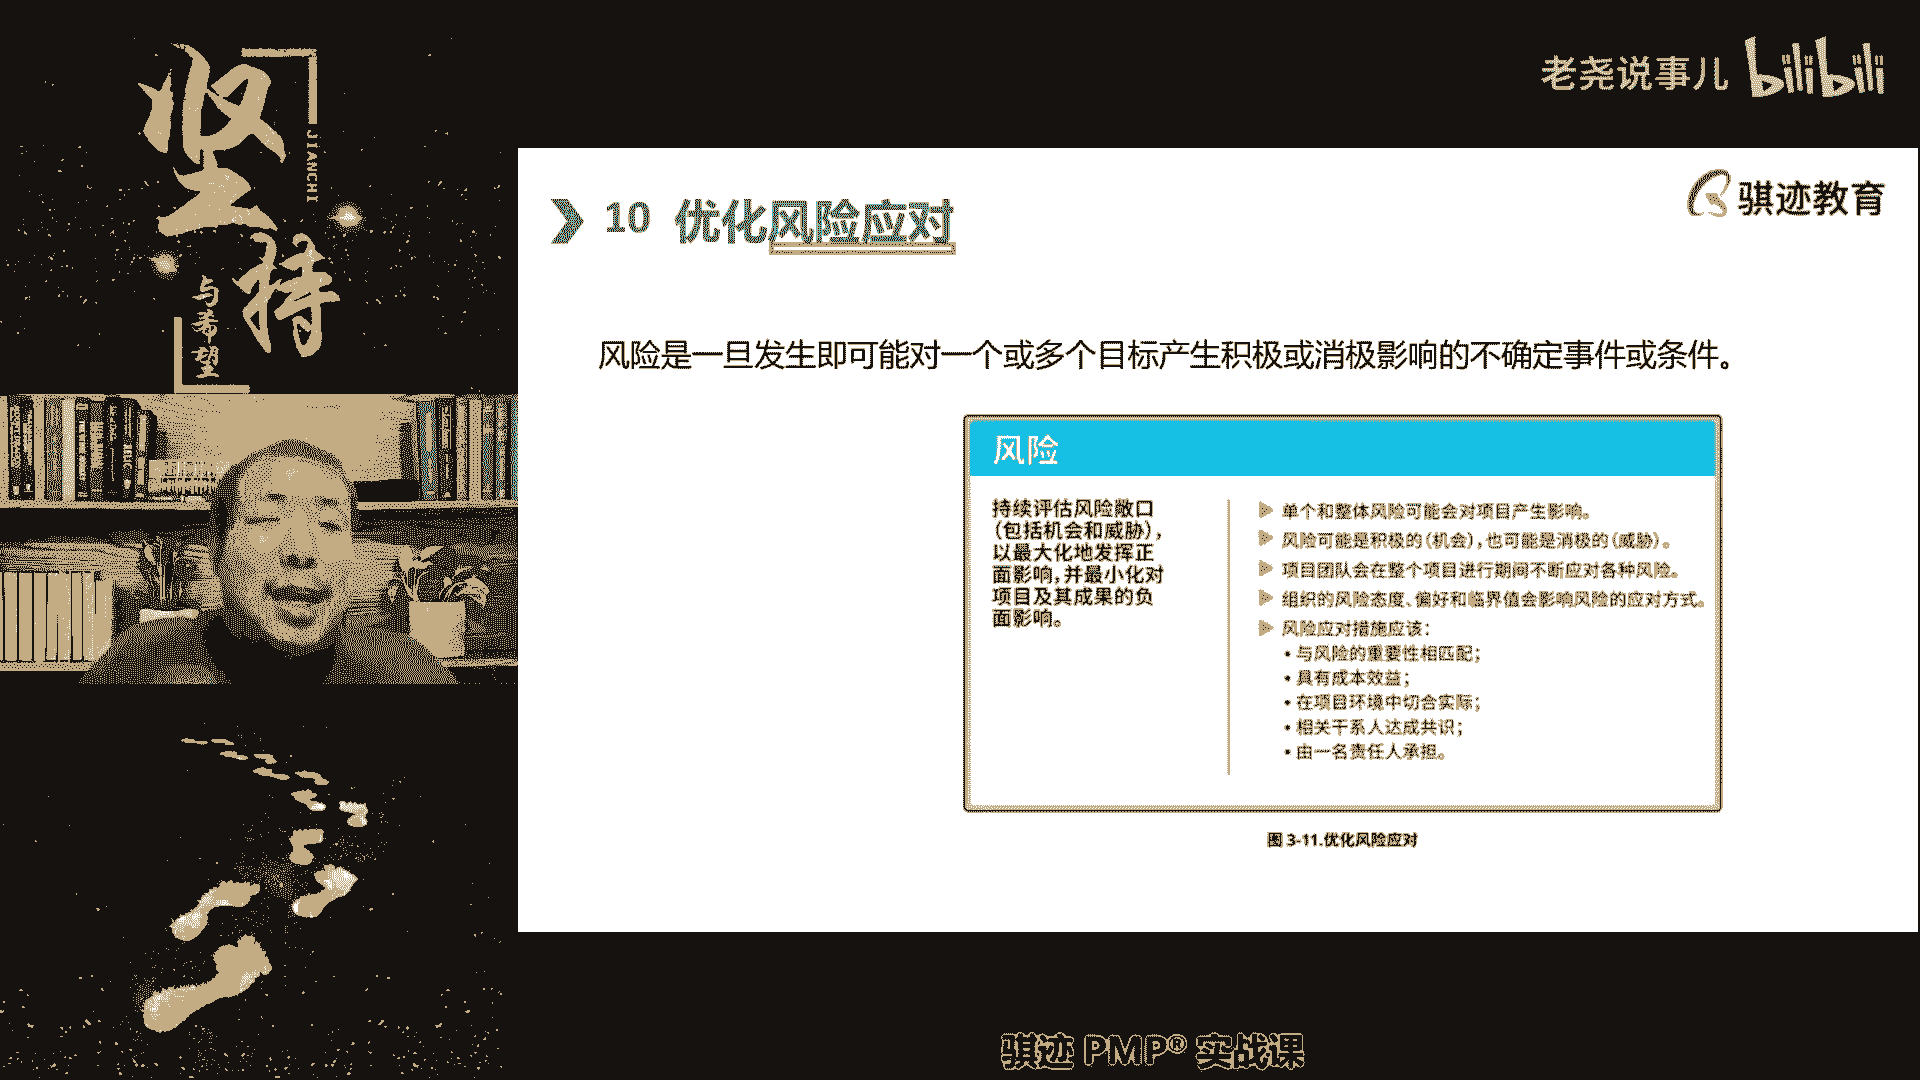 坚持
JIANCHI
与希望
老尧说事儿 bilibili
骐迹教育
10 优化风险应对
风险是一旦发生即可能对一个或多个目标产生积极或消极影响的不确定事件或条件。
风险
持续评估风险敞口
(包括机会和威胁),
以最大化地发挥正
面影响,并最小化对
项目及其成果的负
面影响。
单个和整体风险可能会对项目产生影响。
风险可能是积极的(机会),也可能是消极的(威胁)。
项目团队会在整个项目进行期间不断应对各种风险。
组织的风险态度、偏好和临界值会影响风险的应对方式。
风险应对措施应该:
• 与风险的重要性相匹配;
• 具有成本效益;
• 在项目环境中切合实际;
• 相关干系人达成共识;
• 由一名责任人承担。
图 3-11.优化风险应对
骐迹 PMP® 实战课